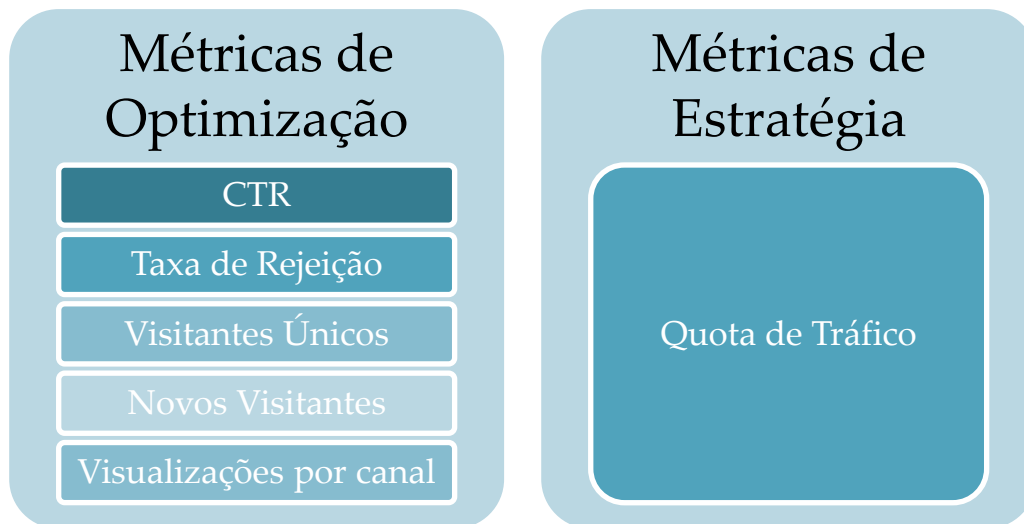 Métricas de
Optimização
CTR
Taxa de Rejeição
Visitantes Únicos
Novos Visitantes
Visualizações por canal
Métricas de
Estratégia
Quota de Tráfico